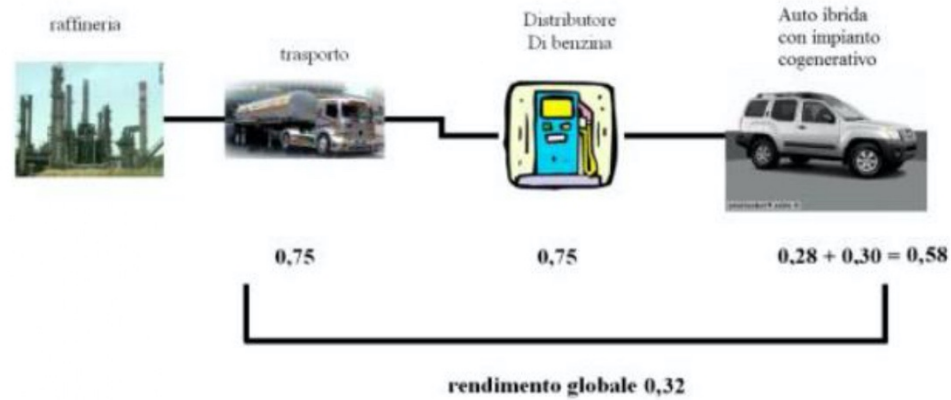 raffineria
trasporto
Distributore
Di benzina
Auto ibrida
con impianto
cogenerativo
0,75
0,75
0,28 + 0,30 = 0,58
rendimento globale 0,32